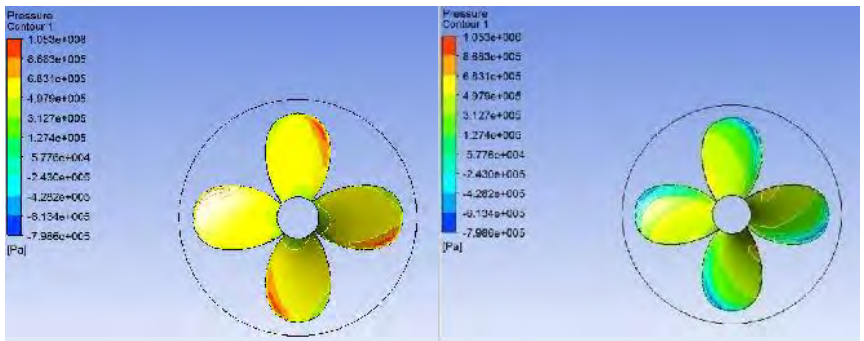 Pressure
Contour 1
1.053e+006
8.683e+005
6.831e+005
4.979e+005
3.127e+005
1.274e+005
-5.776e+004
-2.430e+005
-4.282e+005
-6.134e+005
-7.986e+005
[Pa]
Pressure
Contour 1
1.053e+006
8.683e+005
6.831e+005
4.979e+005
3.127e+005
1.274e+005
-5.776e+004
-2.430e+005
-4.282e+005
-6.134e+005
-7.986e+005
[Pa]